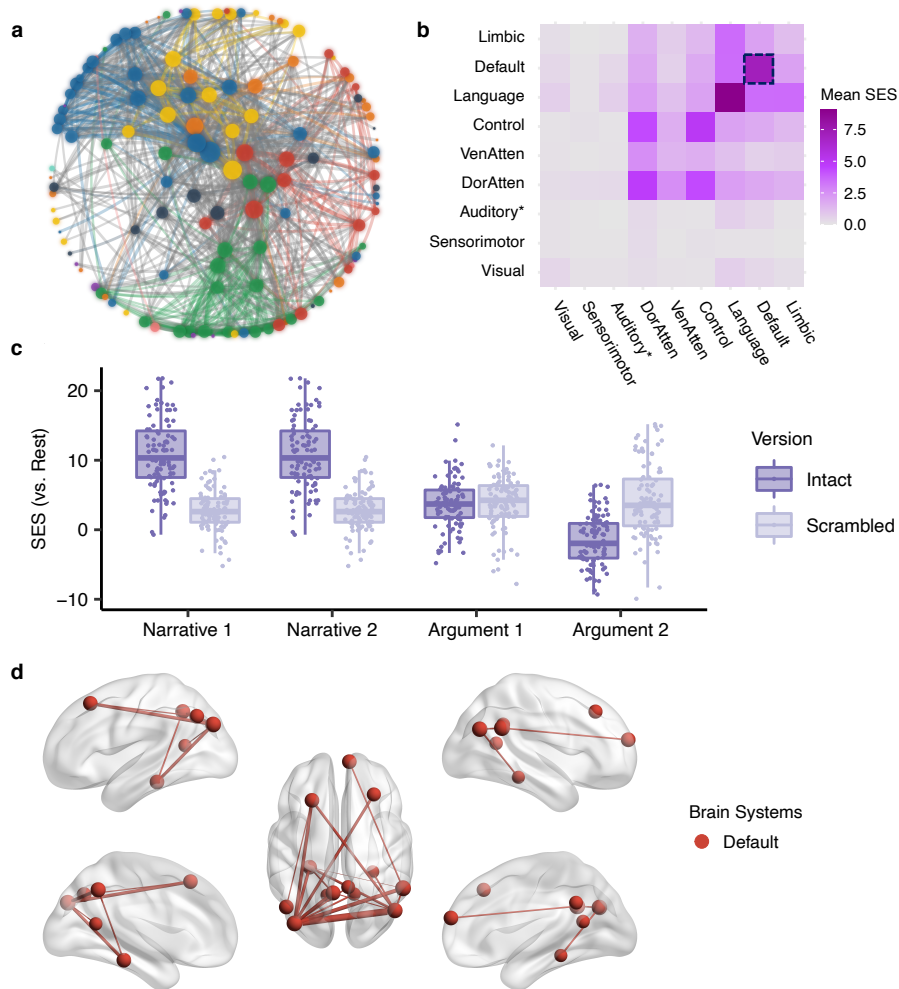 a
b
Limbic
Default
Language
Control
VenAtten
DorAtten
Auditory*
Sensorimotor
Visual
Visual
Sensorimotor
Auditory*
DorAtten
VenAtten
Control
Language
Default
Limbic
Mean SES
7.5
5.0
2.5
0.0
c
SES (vs. Rest)
20
10
0
−10
Narrative 1
Narrative 2
Argument 1
Argument 2
Version
Intact
Scrambled
d
Brain Systems
Default